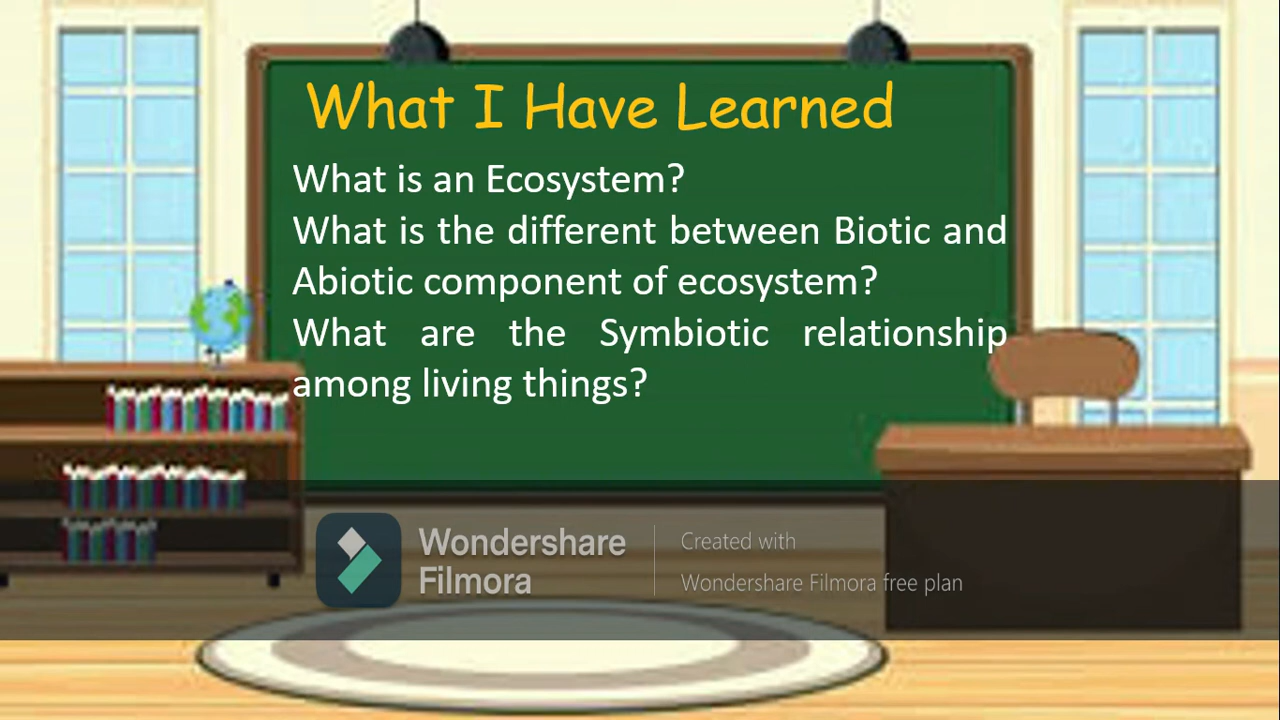 What I Have Learned
What is an Ecosystem?
What is the different between Biotic and
Abiotic component of ecosystem?
What are the Symbiotic relationship
among living things?
Wondershare
Filmora
Created with
Wondershare Filmora free plan